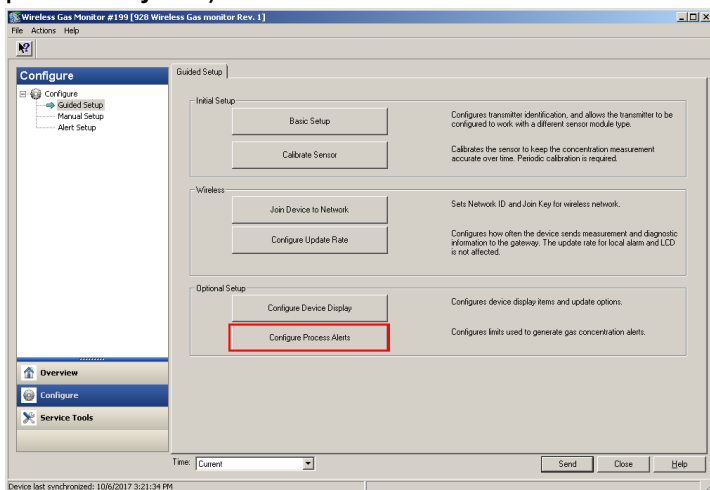 Wireless Gas Monitor #199 [928 Wireless Gas monitor Rev. 1]
File Actions Help
Configure
Guided Setup
Configure
Guided Setup
Manual Setup
Alert Setup
Initial Setup
Basic Setup
Configures transmitter identification, and allows the transmitter to be
configured to work with a different sensor module type.
Calibrate Sensor
Calibrates the sensor to keep the concentration measurement
accurate over time. Periodic calibration is required.
Wireless
Join Device to Network
Sets Network ID and Join Key for wireless network.
Configure Update Rate
Configures how often the device sends measurement and diagnostic
information to the gateway. The update rate for local alarm and LCD
is not affected.
Optional Setup
Configure Device Display
Configures device display items and update options.
Configure Process Alerts
Configures limits used to generate gas concentration alerts.
Overview
Configure
Service Tools
Time: Current
Send Close Help
Device last synchronized: 10/6/2017 3:21:34 PM